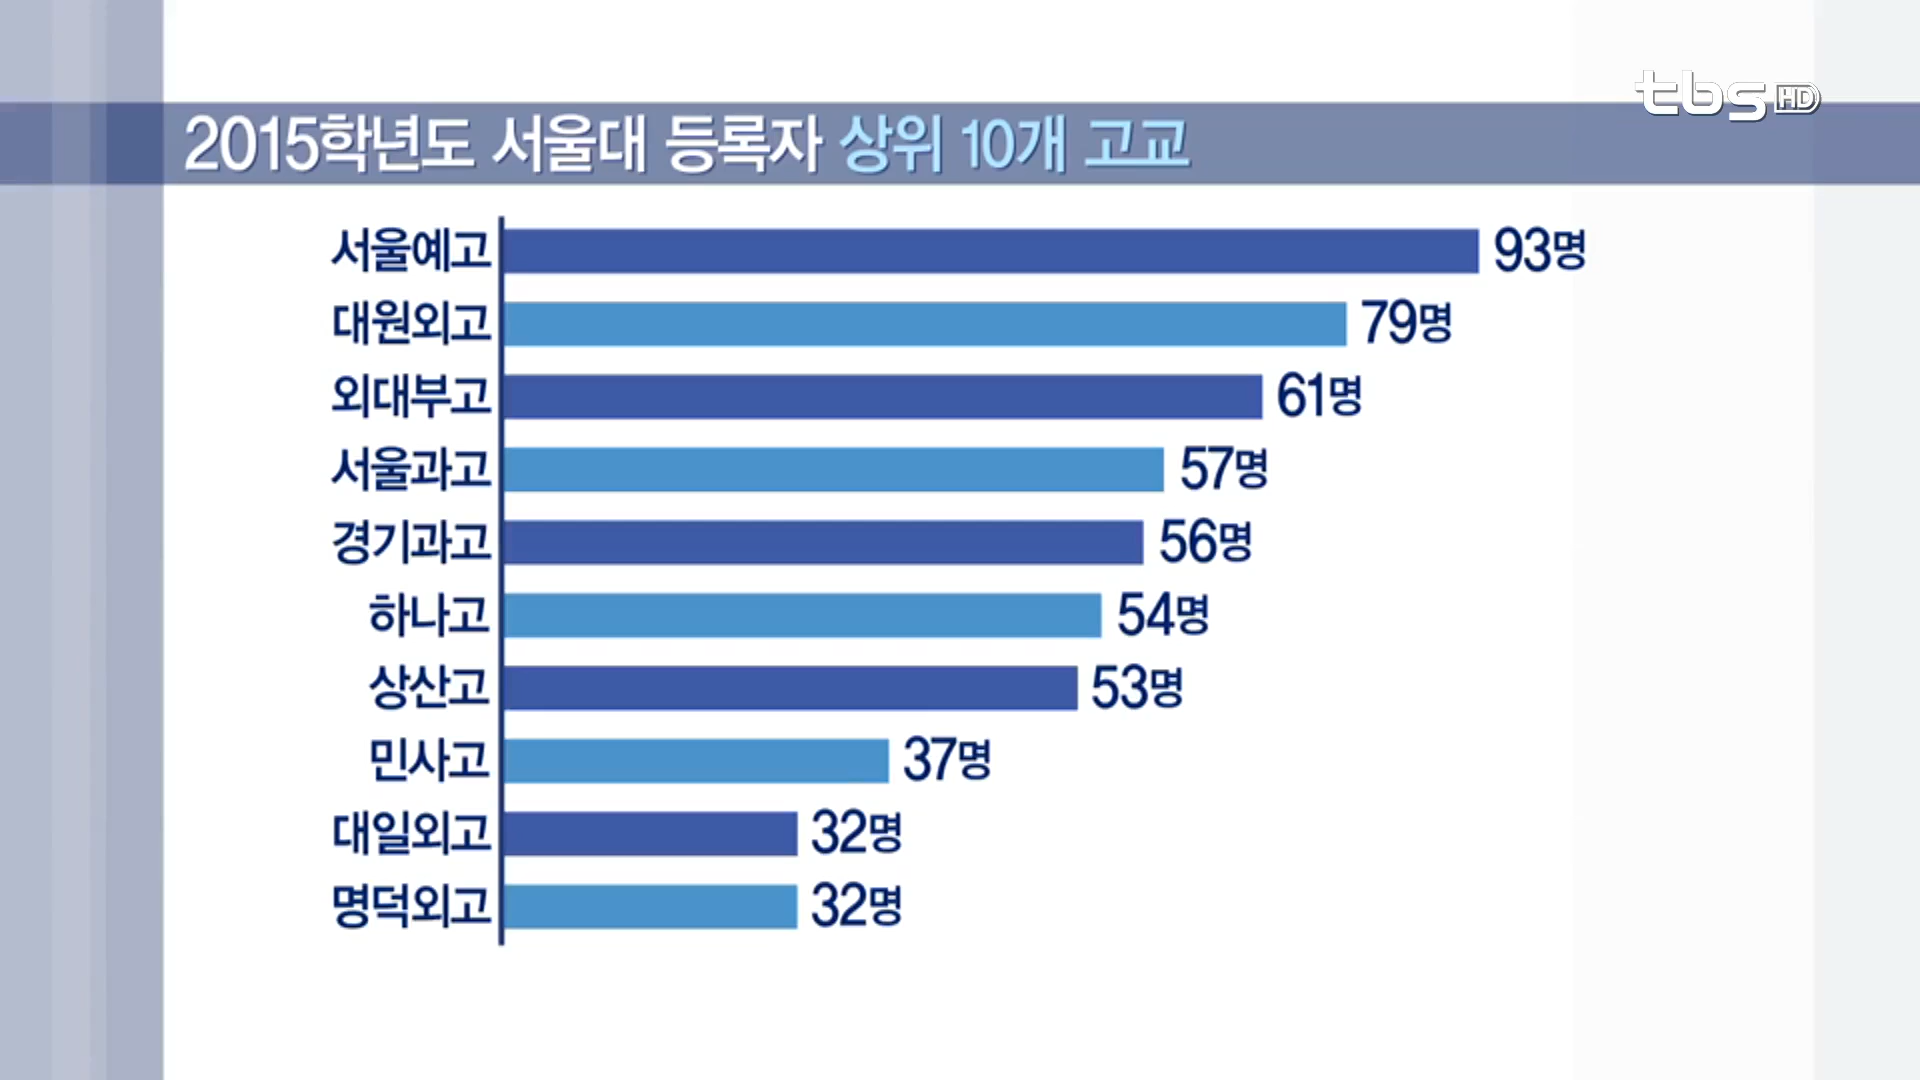 tbs HD
2015학년도 서울대 등록자 상위 10개 고교
서울예고 93명
대원외고 79명
외대부고 61명
서울과고 57명
경기과고 56명
하나고 54명
상산고 53명
민사고 37명
대일외고 32명
명덕외고 32명